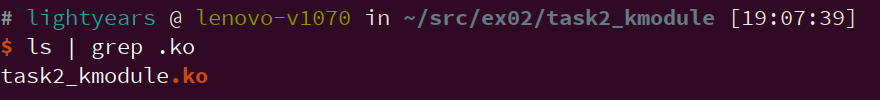 # lightyears @ lenovo-v1070 in ~/src/ex02/task2_kmodule [19:07:39]
$ ls | grep .ko
task2_kmodule.ko